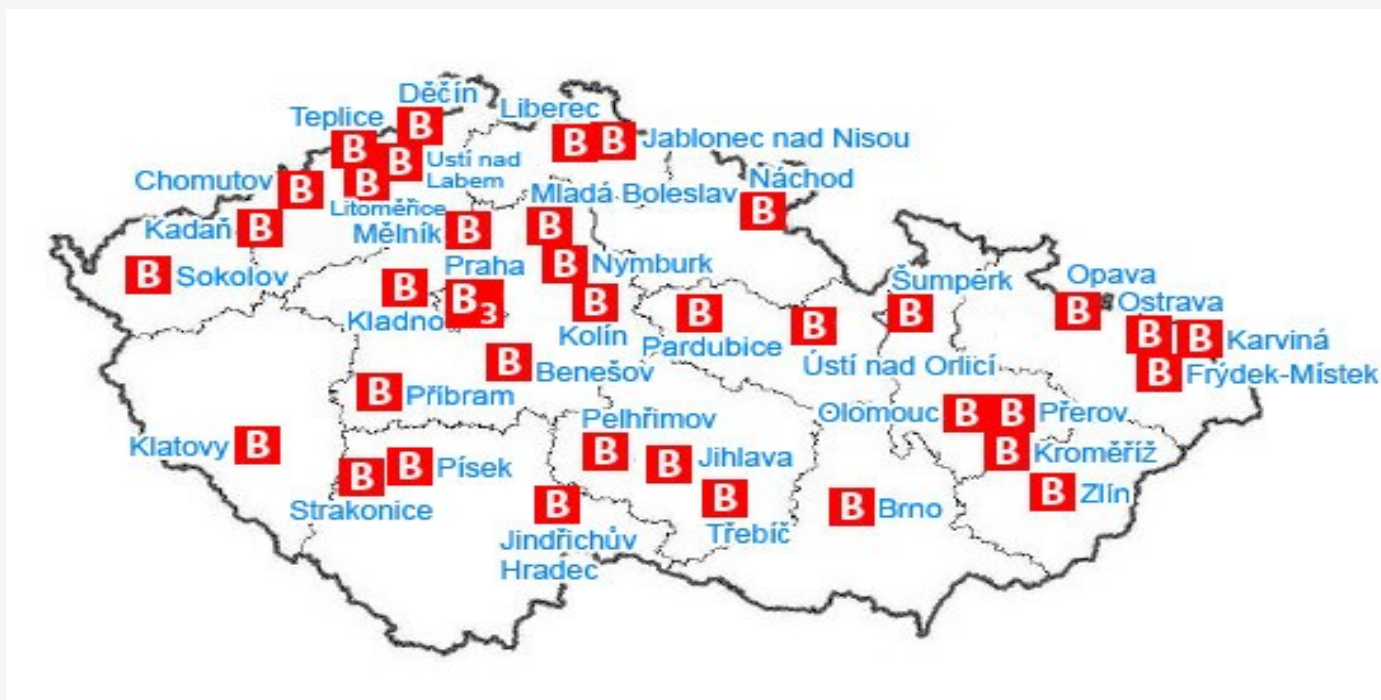 Děčín
B
Teplice
B
Liberec
B
B
Jablonec nad Nisou
B
Ustí nad
Labem
B
Litoměřice
Chomutov
B
Kadaň
B
Mělník
B
Mladá Boleslav
B
Náchod
B
B
Sokolov
Praha
B3
Kladno
B
B
Nymburk
B
Kolín
B
Pardubice
B
Ústí nad Orlicí
Šumperk
B
Opava
B
Ostrava
B
B
Karviná
B
Frýdek-Místek
B
Benešov
B
Příbram
Klatovy
B
B
Strakonice
B
Písek
Pelhřimov
B
B
Jihlava
B
Třebíč
B
Jindřichův
Hradec
B
Brno
Olomouc
B
B
Přerov
B
Kroměříž
B
Zlín